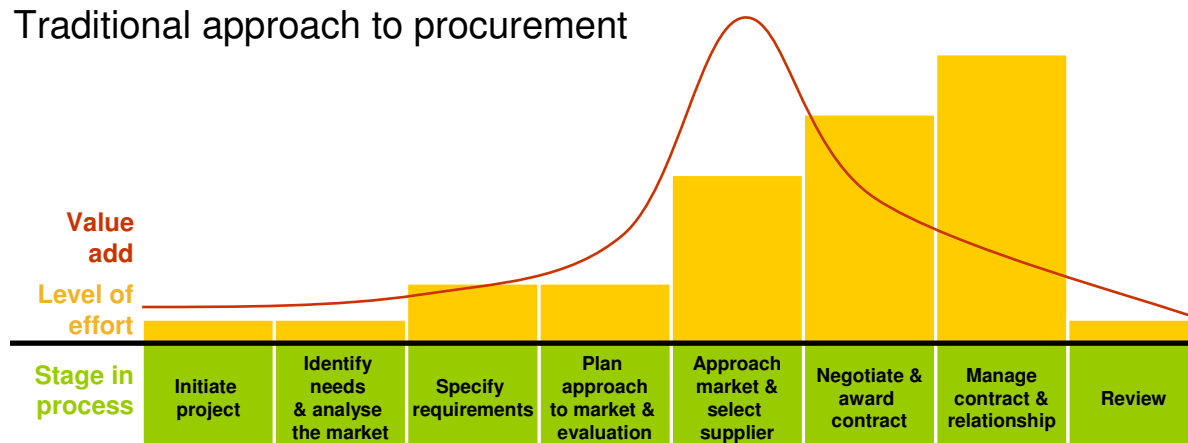 Traditional approach to procurement
Value
add
Level of
effort
Stage in
process
Initiate
project
Identify
needs
& analyse
the market
Specify
requirements
Plan
approach
to market &
evaluation
Approach
market &
select
supplier
Negotiate &
award
contract
Manage
contract &
relationship
Review